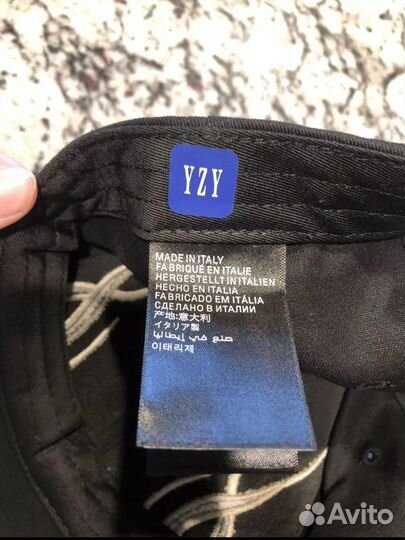 YZY
MADE IN ITALY
FABRIQUÉ EN ITALIE
HERGESTELLT IN ITALIEN
HECHO EN ITALIA
FABRICADO EM ITÁLIA
СДЕЛАНО В ИТАЛИИ
产地:意大利
イタリア製
صنع في إيطاليا
이태리제
Avito